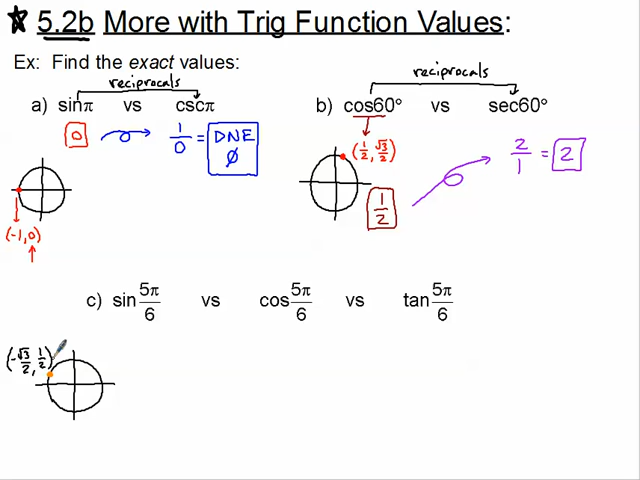 5.2b More with Trig Function Values:
Ex: Find the exact values:
reciprocals
reciprocals
a) sinπ vs cscπ
b) cos60° vs sec60°
0
1/0 = DNE
∅
(1/2, √3/2)
2/1 = 2
1/2
(-1,0)
c) sin 5π/6 vs cos 5π/6 vs tan 5π/6
(-√3/2, 1/2)